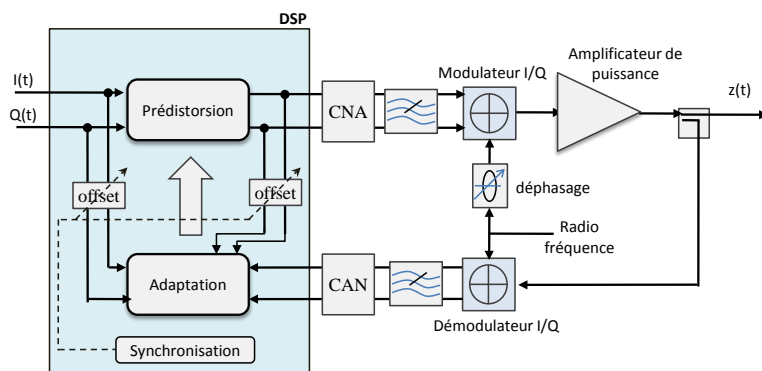 DSP
I(t)
Q(t)
Prédistorsion
CNA
Modulateur I/Q
Amplificateur de
puissance
z(t)
offset
offset
déphasage
Radio
fréquence
Adaptation
CAN
Démodulateur I/Q
Synchronisation